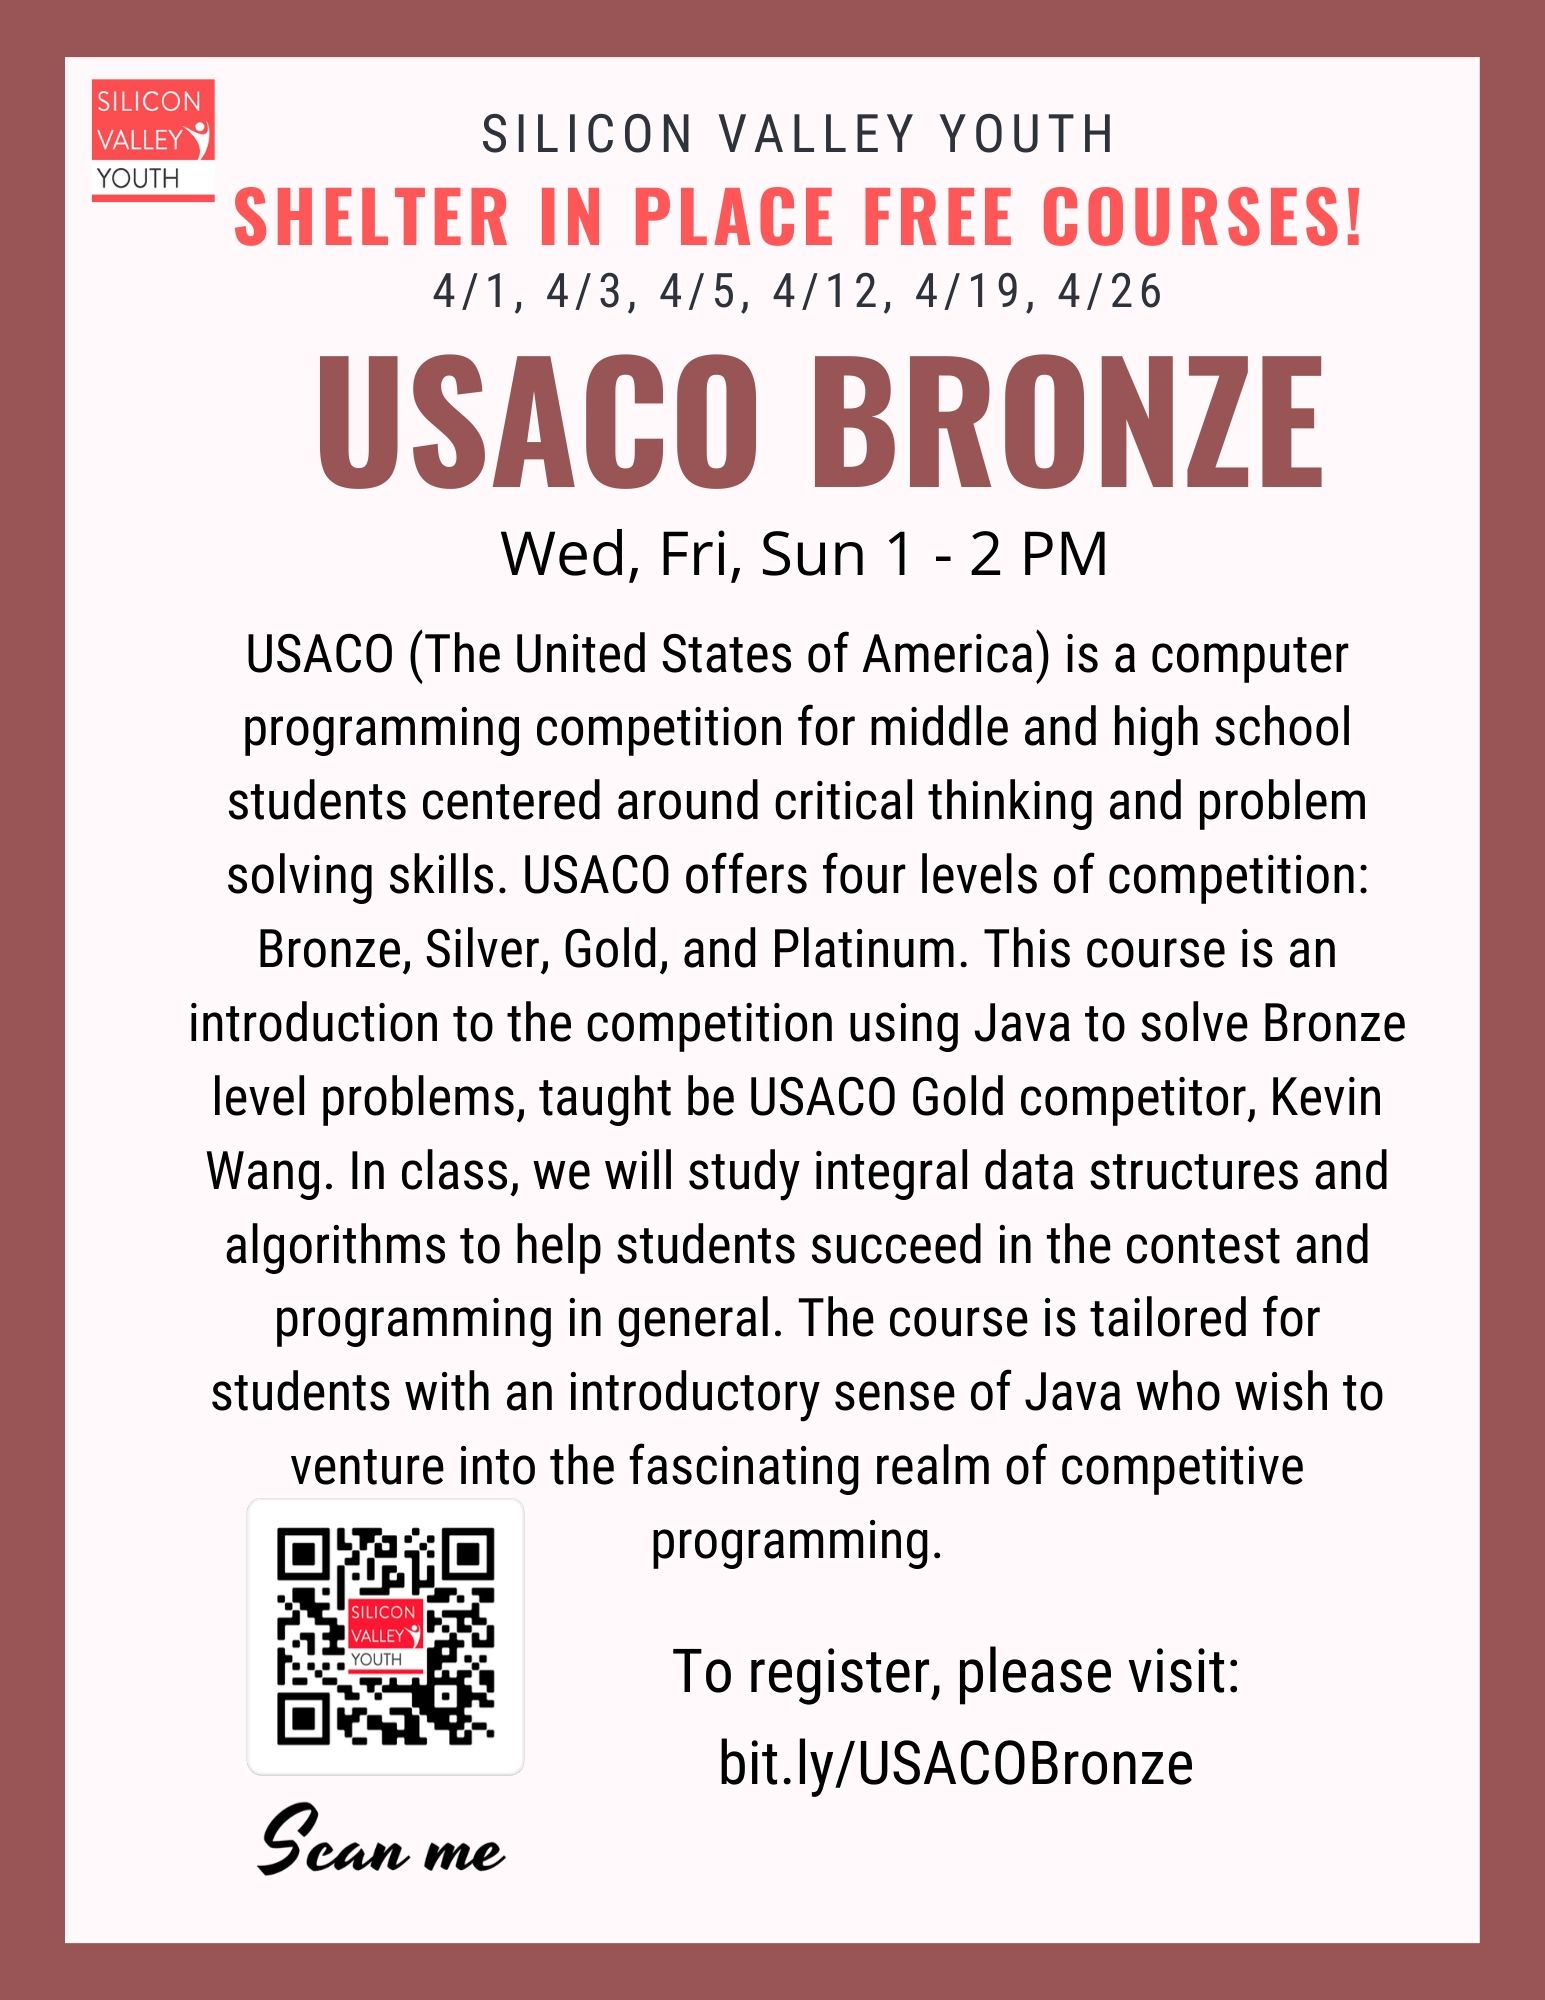 SILICON
VALLEY
YOUTH
SILICON VALLEY YOUTH
SHELTER IN PLACE FREE COURSES!
4/1, 4/3, 4/5, 4/12, 4/19, 4/26
USACO BRONZE
Wed, Fri, Sun 1 - 2 PM
USACO (The United States of America) is a computer
programming competition for middle and high school
students centered around critical thinking and problem
solving skills. USACO offers four levels of competition:
Bronze, Silver, Gold, and Platinum. This course is an
introduction to the competition using Java to solve Bronze
level problems, taught be USACO Gold competitor, Kevin
Wang. In class, we will study integral data structures and
algorithms to help students succeed in the contest and
programming in general. The course is tailored for
students with an introductory sense of Java who wish to
venture into the fascinating realm of competitive
programming.
SILICON
VALLEY
YOUTH
Scan me
To register, please visit:
bit.ly/USACOBronze